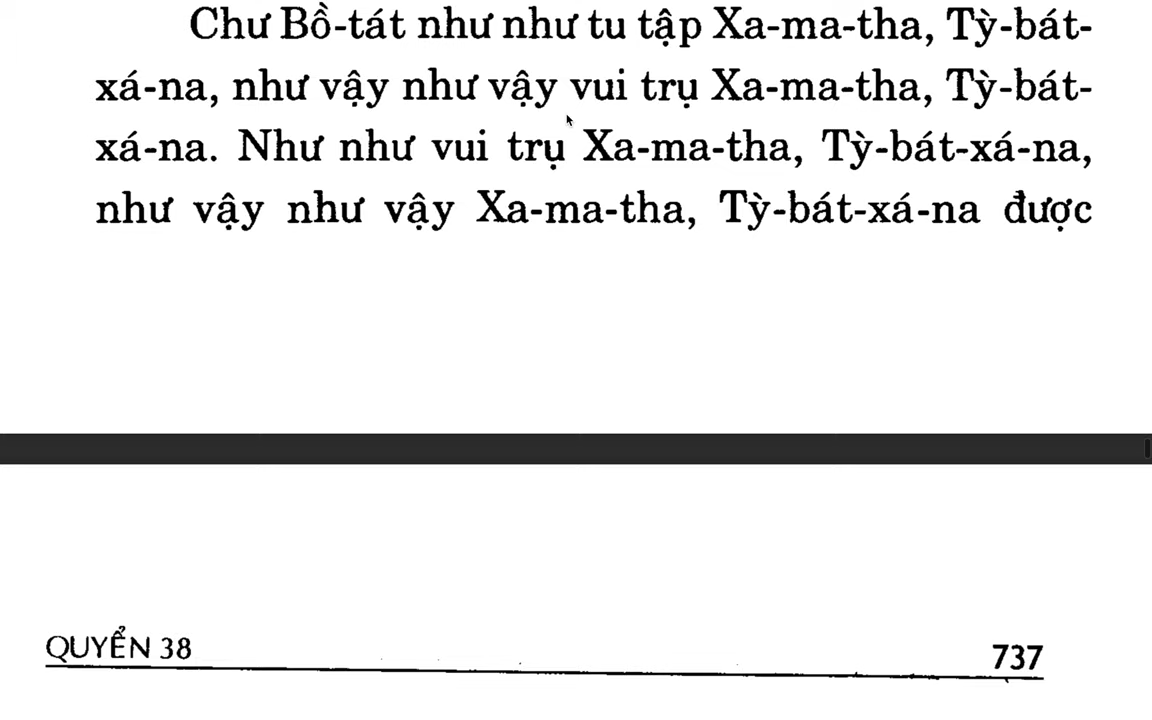 Chư Bồ-tát như như tu tập Xa-ma-tha, Tỳ-bát-
xá-na, như vậy như vậy vui trụ Xa-ma-tha, Tỳ-bát-
xá-na. Như như vui trụ Xa-ma-tha, Tỳ-bát-xá-na,
như vậy như vậy Xa-ma-tha, Tỳ-bát-xá-na được
QUYỂN 38 737